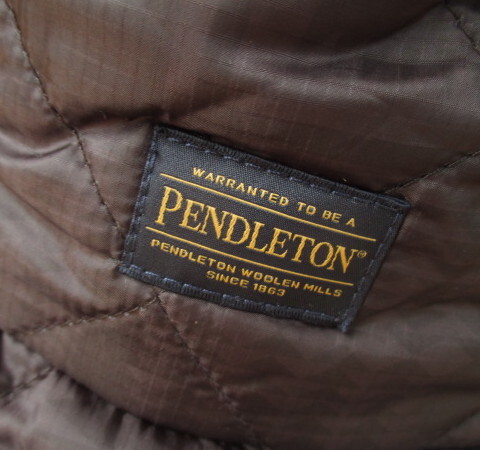 WARRANTED TO BE A
PENDLETON®
PENDLETON WOOLEN MILLS
SINCE 1863